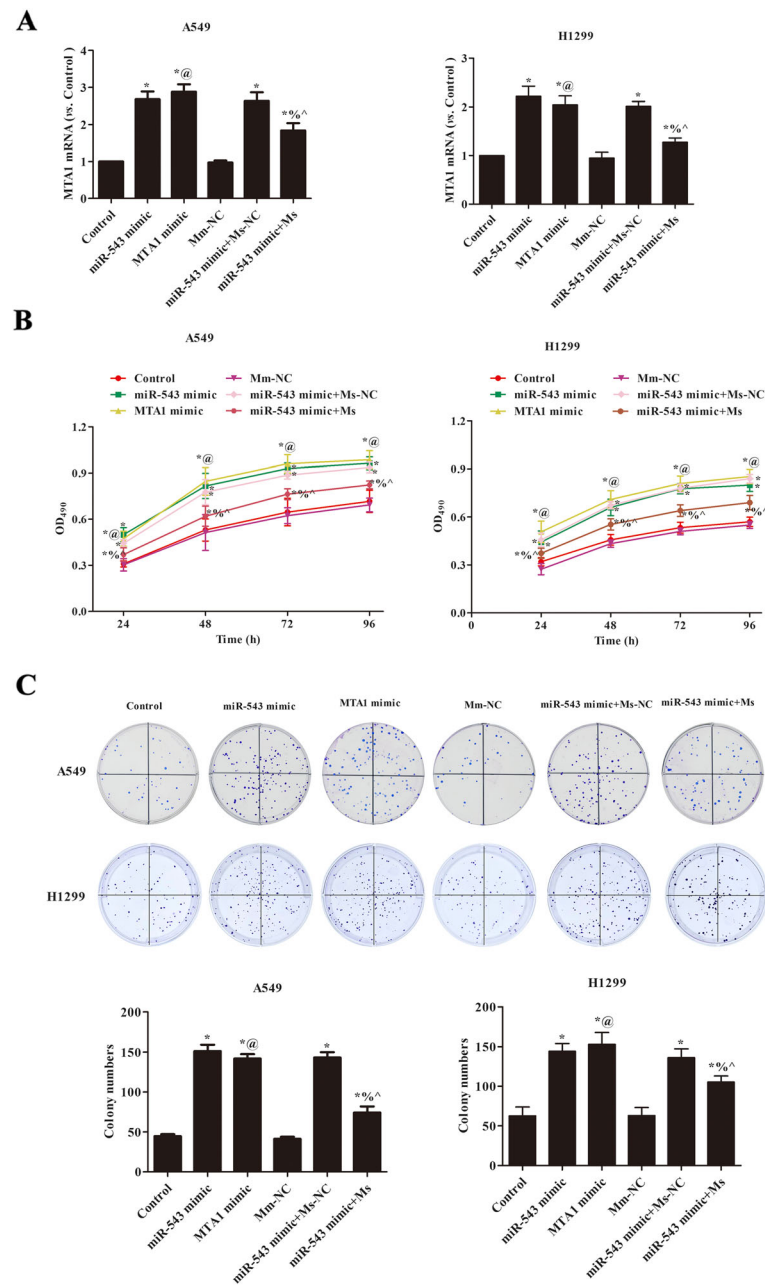 A
A549
MTA1 mRNA (vs. Control )
4
3
2
1
0
*
*@
*
*%^
Control
miR-543 mimic
MTA1 mimic
Mm-NC
miR-543 mimic+Ms-NC
miR-543 mimic+Ms
H1299
MTA1 mRNA (vs. Control )
3
2
1
0
*
*@
*
*%^
Control
miR-543 mimic
MTA1 mimic
Mm-NC
miR-543 mimic+Ms-NC
miR-543 mimic+Ms
B
A549
Control
miR-543 mimic
MTA1 mimic
Mm-NC
miR-543 mimic+Ms-NC
miR-543 mimic+Ms
OD490
1.2
0.9
0.6
0.3
0.0
*
*@
*
*%
*@
*
*
*%^
*@
*
*
*%^
*@
*
*
*%^
24
48
72
96
Time (h)
H1299
Control
miR-543 mimic
MTA1 mimic
Mm-NC
miR-543 mimic+Ms-NC
miR-543 mimic+Ms
OD490
1.2
0.9
0.6
0.3
0.0
*@
*
*
*%^
*@
*
*
*%^
*@
*
*
*%^
*@
*
*
*%^
0
24
48
72
96
Time (h)
C
Control
miR-543 mimic
MTA1 mimic
Mm-NC
miR-543 mimic+Ms-NC
miR-543 mimic+Ms
A549
H1299
A549
Colony numbers
200
150
100
50
0
*
*@
*
*%^
Control
miR-543 mimic
MTA1 mimic
Mm-NC
miR-543 mimic+Ms-NC
miR-543 mimic+Ms
H1299
Colony numbers
200
150
100
50
0
*
*@
*
*%^
Control
miR-543 mimic
MTA1 mimic
Mm-NC
miR-543 mimic+Ms-NC
miR-543 mimic+Ms